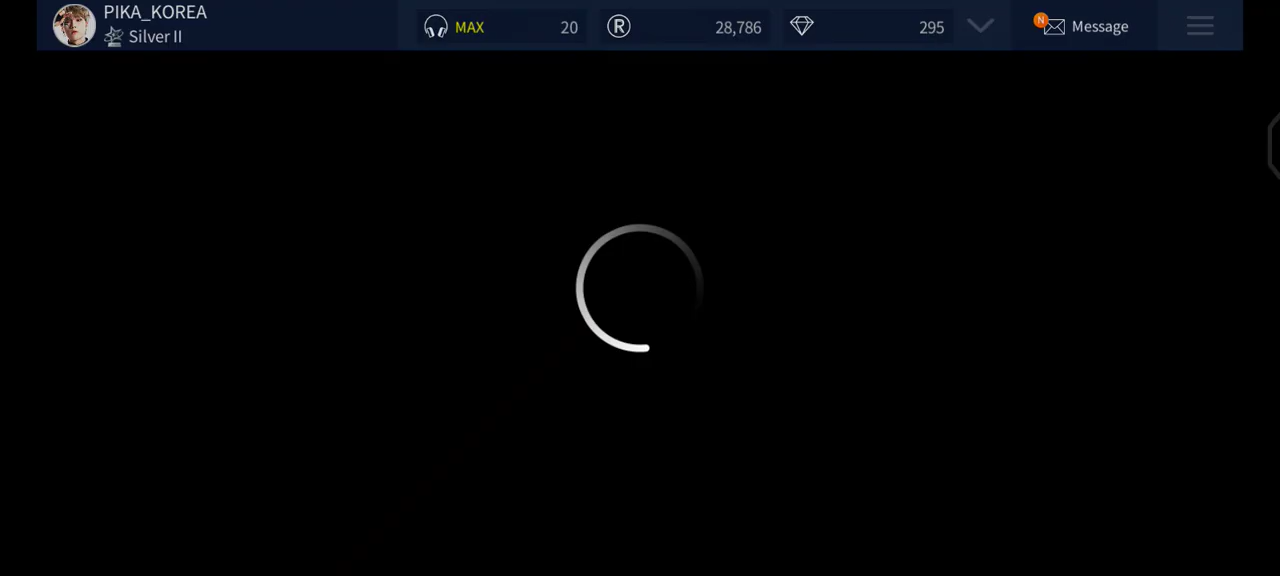 PIKA_KOREA
Silver II
MAX 20
R 28,786
295
N Message